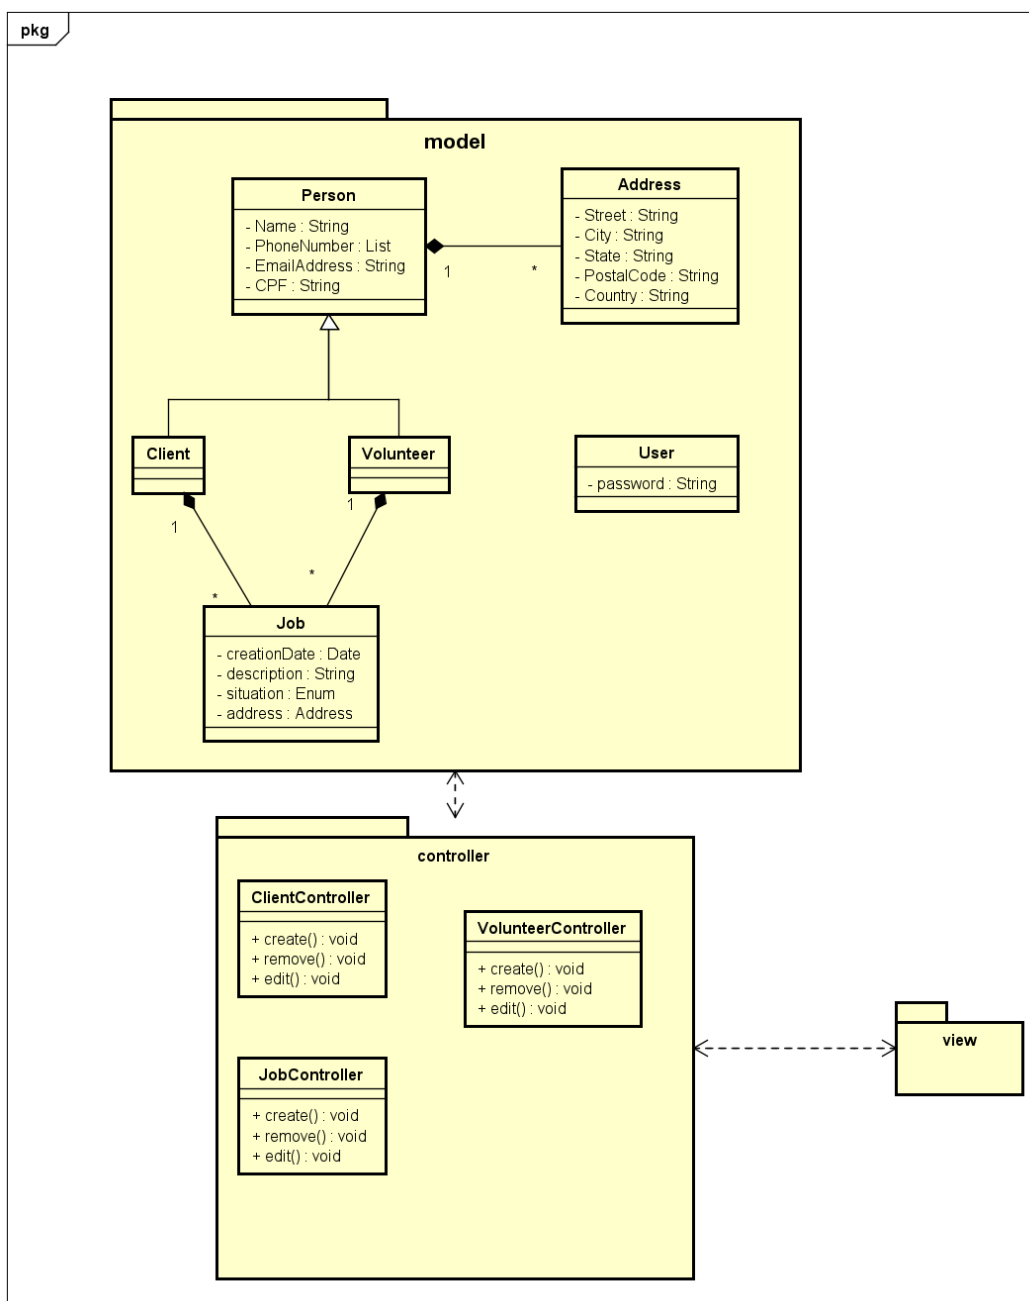 pkg
model
Person
- Name : String
- PhoneNumber : List
- EmailAddress : String
- CPF : String
1
*
Address
- Street : String
- City : String
- State : String
- PostalCode : String
- Country : String
Client
Volunteer
User
- password : String
1
1
*
*
Job
- creationDate : Date
- description : String
- situation : Enum
- address : Address
controller
ClientController
+ create() : void
+ remove() : void
+ edit() : void
VolunteerController
+ create() : void
+ remove() : void
+ edit() : void
JobController
+ create() : void
+ remove() : void
+ edit() : void
view